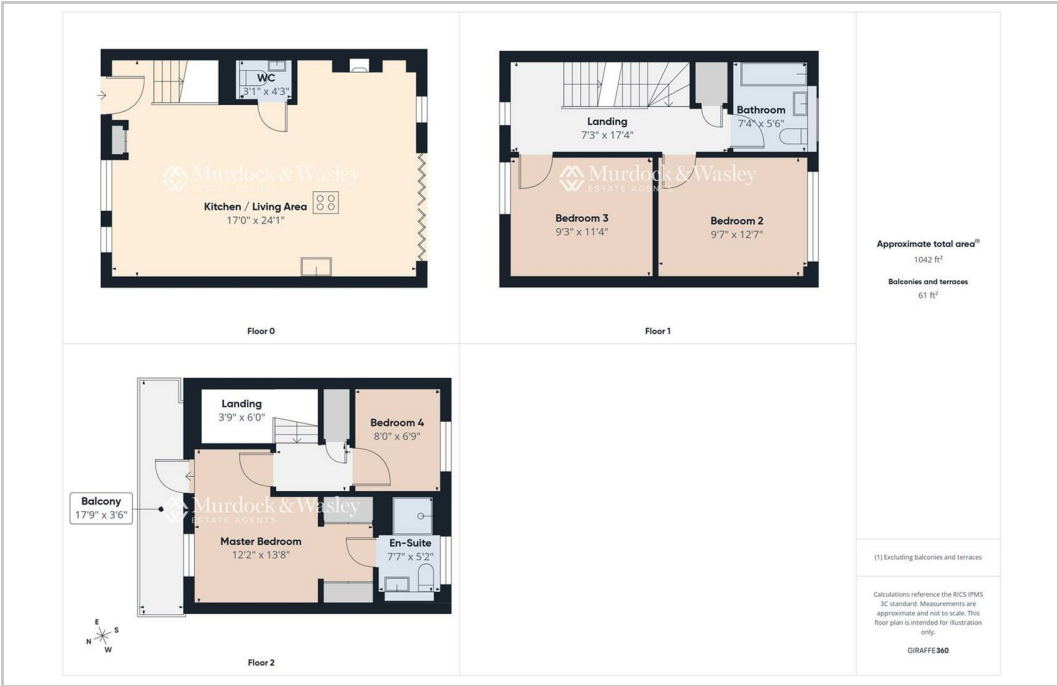 WC
3'1" x 4'3"
Murdock & Wasley
ESTATE AGENTS
Kitchen / Living Area
17'0" x 24'1"
Floor 0
Landing
7'3" x 17'4"
Bathroom
7'4" x 5'6"
Murdock & Wasley
ESTATE AGENTS
Bedroom 3
9'3" x 11'4"
Bedroom 2
9'7" x 12'7"
Floor 1
Landing
3'9" x 6'0"
Bedroom 4
8'0" x 6'9"
Balcony
17'9" x 3'6"
Murdock & Wasley
ESTATE AGENTS
Master Bedroom
12'2" x 13'8"
En-Suite
7'7" x 5'2"
E
S
N
W
Floor 2
Approximate total area(1)
1042 ft²
Balconies and terraces
61 ft²
(1) Excluding balconies and terraces
Calculations reference the RICS IPMS
3C standard. Measurements are
approximate and not to scale. This
floor plan is intended for illustration
only.
GIRAFFE360